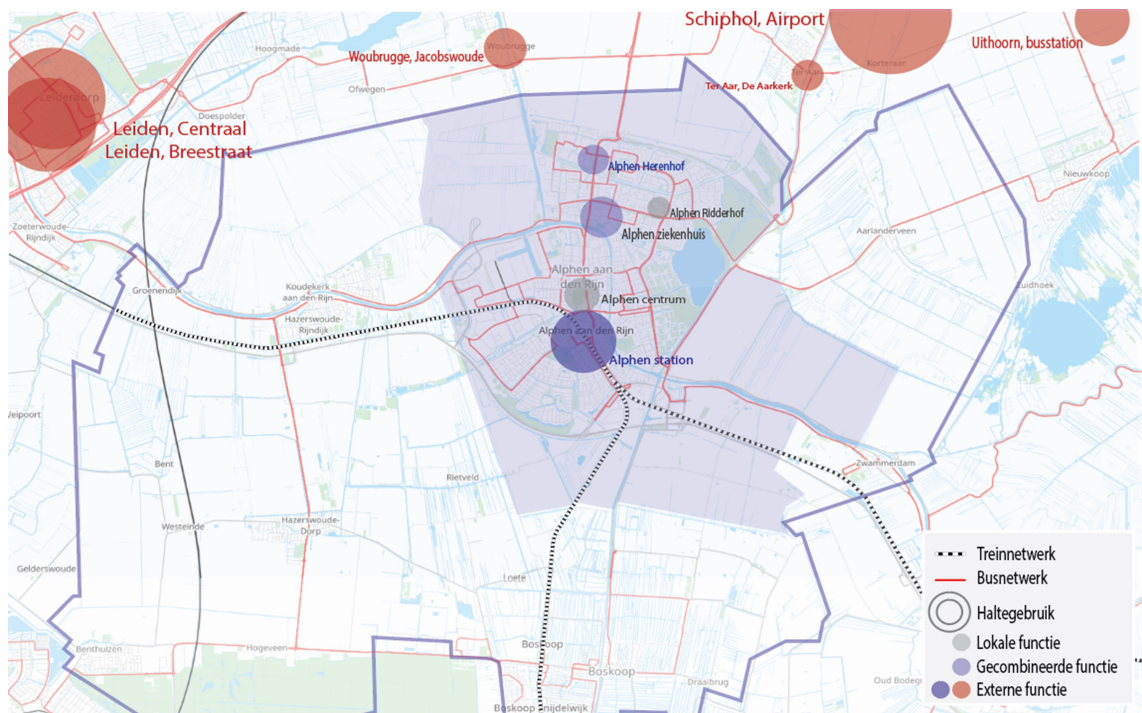 Schiphol, Airport
Hoogmade
Woubrugge
Woubrugge, Jacobswoude
Uithoorn, busstation
Korteraar
Ter Aar
Ter Aar, De Aarkerk
Ofwegen
Leiderdorp
Doespolder
Leiden, Centraal
Leiden, Breestraat
Alphen Herenhof
Nieuwkoop
Alphen Ridderhof
Zoeterwoude-
Rijndijk
Alphen ziekenhuis
Aarlanderveen
Alphen aan
den Rijn
Groenendijk
Koudekerk
aan den Rijn
Zuidhoek
Alphen centrum
Hazerswoude-
Rijndijk
Alphen aan den Rijn
Alphen station
Weipoort
Bent
Rietveld
Zwammerdam
Westeinde
Hazerswoude-
Dorp
Gelderswoude
Loete
Benthuizen
Hogeveen
Boskoop
Boskoop
Draaibrug
Oud Bodeg
Boskoop Snijdelwijk
Treinnetwerk
Busnetwerk
Haltegebruik
Lokale functie
Gecombineerde functie
Externe functie